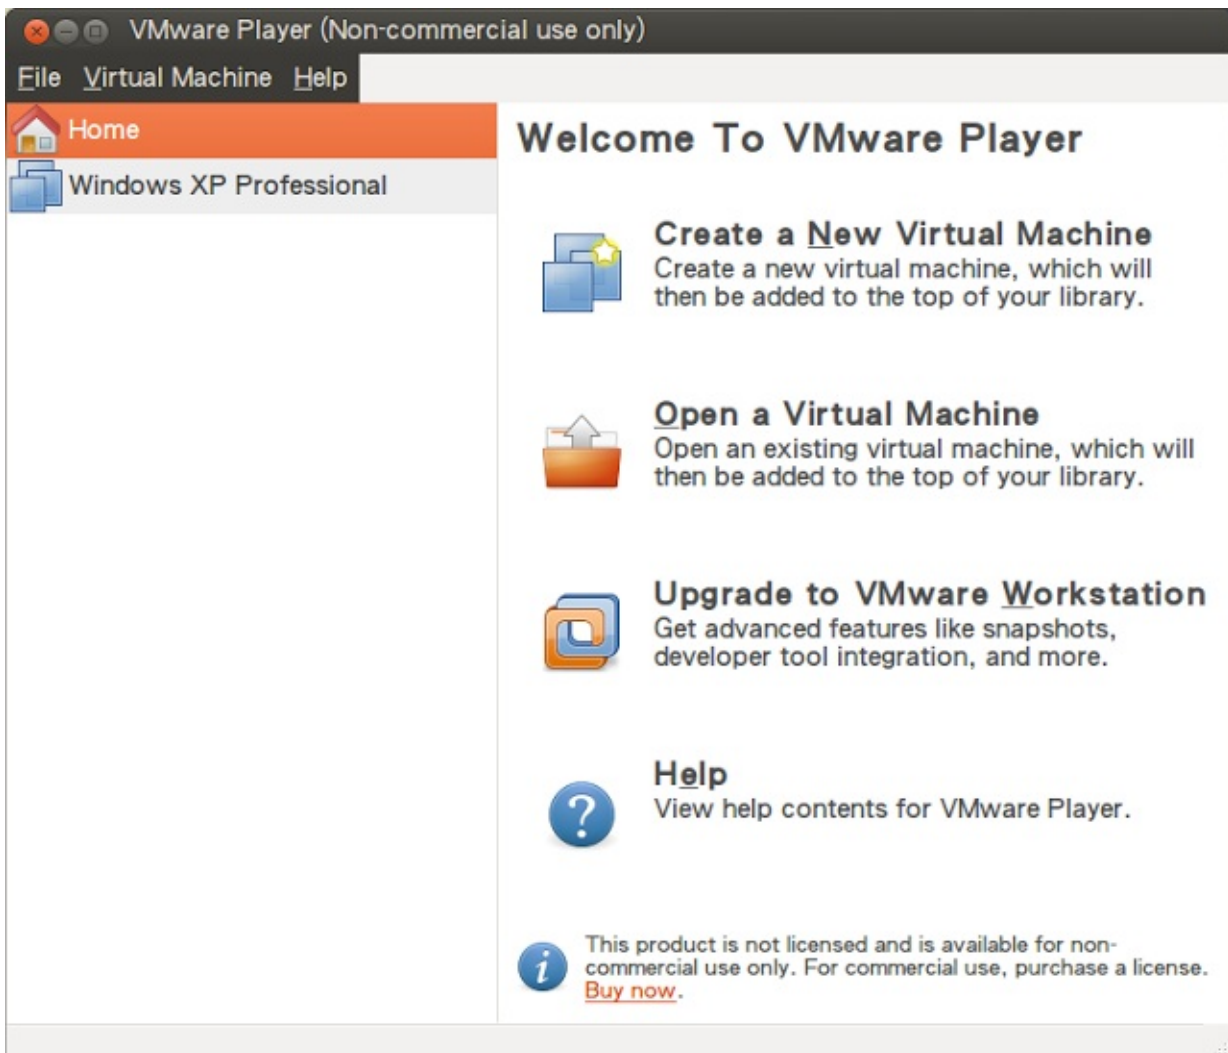 VMware Player (Non-commercial use only)
File Virtual Machine Help
Home
Windows XP Professional
Welcome To VMware Player
Create a New Virtual Machine
Create a new virtual machine, which will
then be added to the top of your library.
Open a Virtual Machine
Open an existing virtual machine, which will
then be added to the top of your library.
Upgrade to VMware Workstation
Get advanced features like snapshots,
developer tool integration, and more.
Help
View help contents for VMware Player.
This product is not licensed and is available for non-
commercial use only. For commercial use, purchase a license.
Buy now.